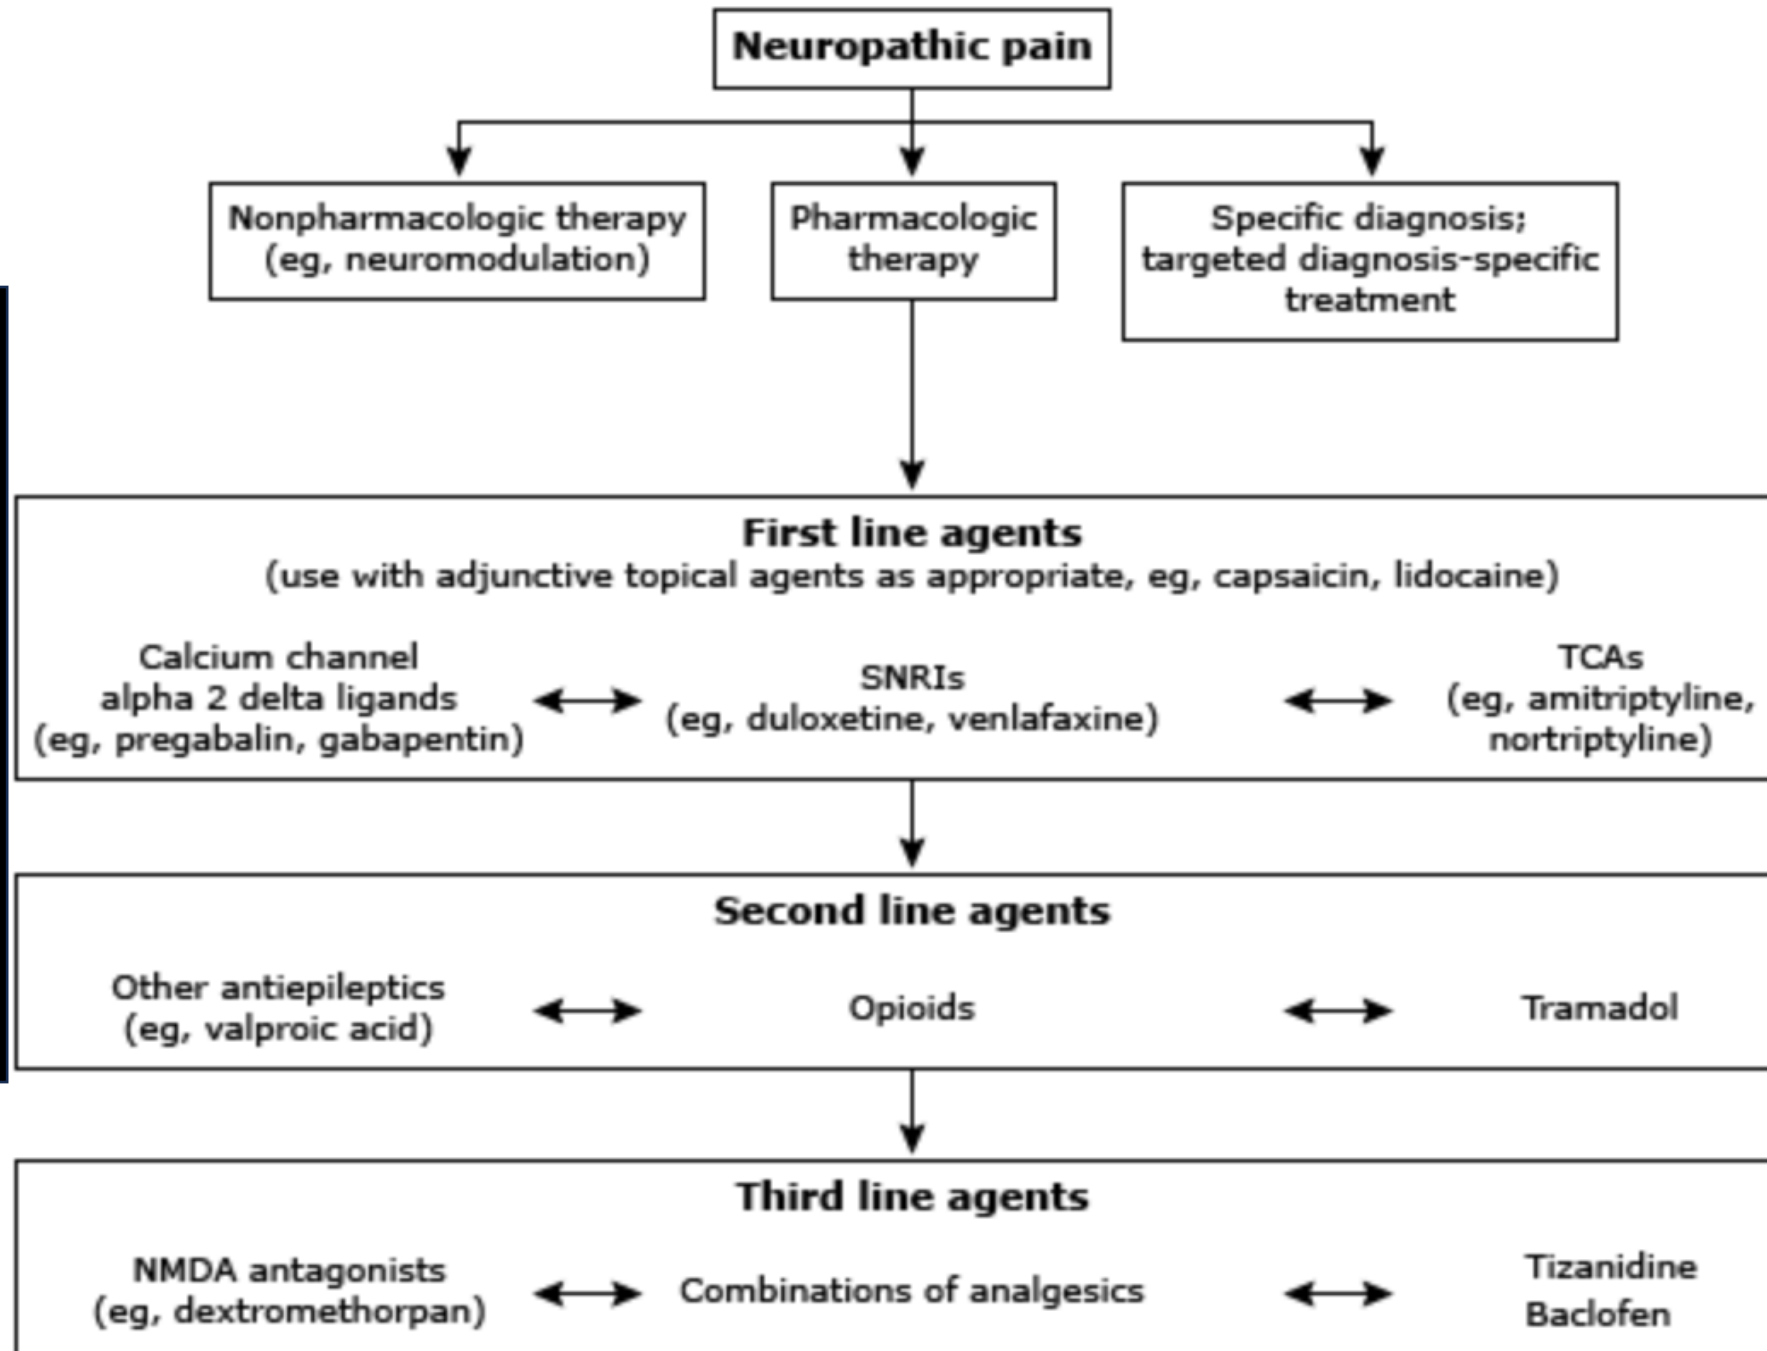 Neuropathic pain
Nonpharmacologic therapy
(eg, neuromodulation)
Pharmacologic
therapy
Specific diagnosis;
targeted diagnosis-specific
treatment
First line agents
(use with adjunctive topical agents as appropriate, eg, capsaicin, lidocaine)
Calcium channel
alpha 2 delta ligands
(eg, pregabalin, gabapentin)
SNRIs
(eg, duloxetine, venlafaxine)
TCAs
(eg, amitriptyline,
nortriptyline)
Second line agents
Other antiepileptics
(eg, valproic acid)
Opioids
Tramadol
Third line agents
NMDA antagonists
(eg, dextromethorpan)
Combinations of analgesics
Tizanidine
Baclofen